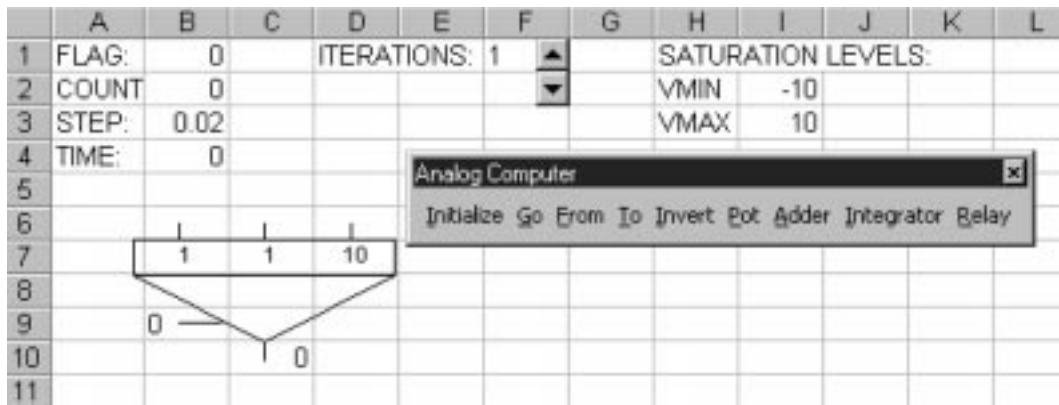 A B C D E F G H I J K L
1 FLAG: 0 ITERATIONS: 1 SATURATION LEVELS:
2 COUNT 0 VMIN -10
3 STEP: 0.02 VMAX 10
4 TIME: 0
Analog Computer
5
Initialize Go From To Invert Pot Adder Integrator Relay
6
7 1 1 10
8
9 0
10 0
11